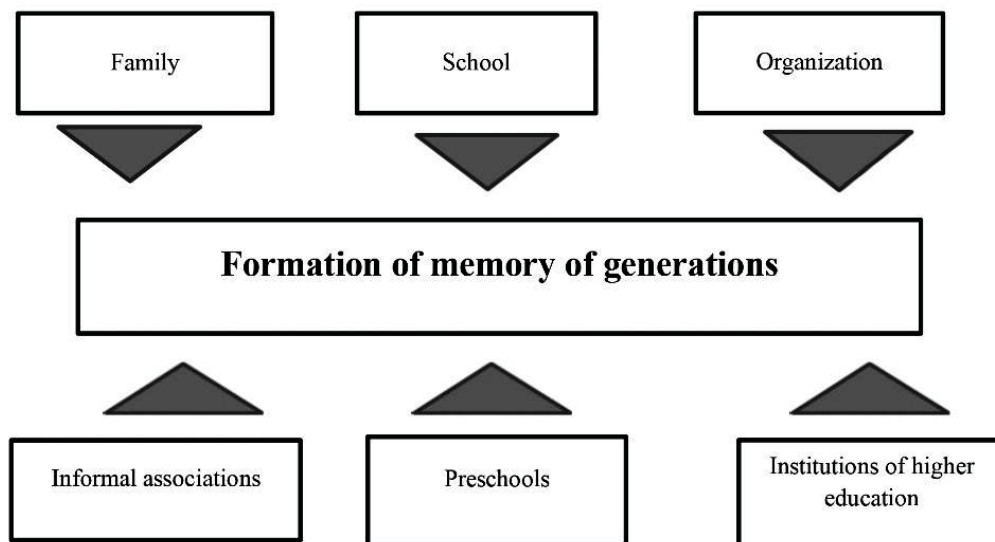 Family
School
Organization
Formation of memory of generations
Informal associations
Preschools
Institutions of higher
education